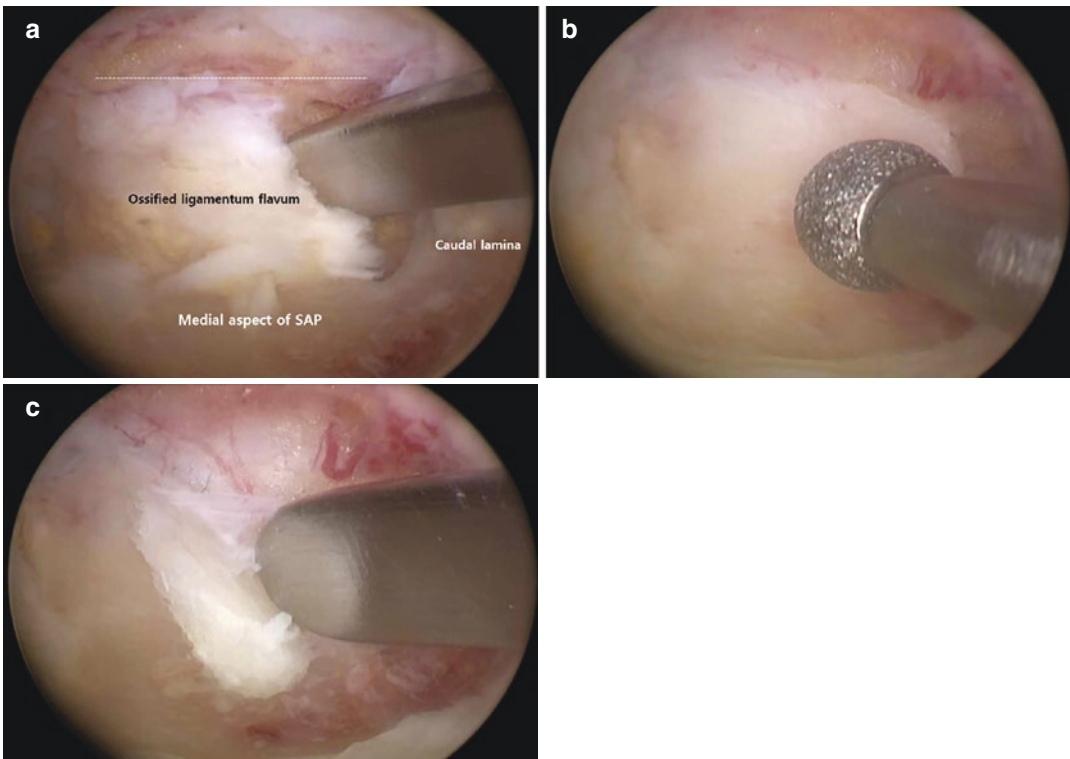 a
b
Ossified ligamentum flavum
Caudal lamina
Medial aspect of SAP
c